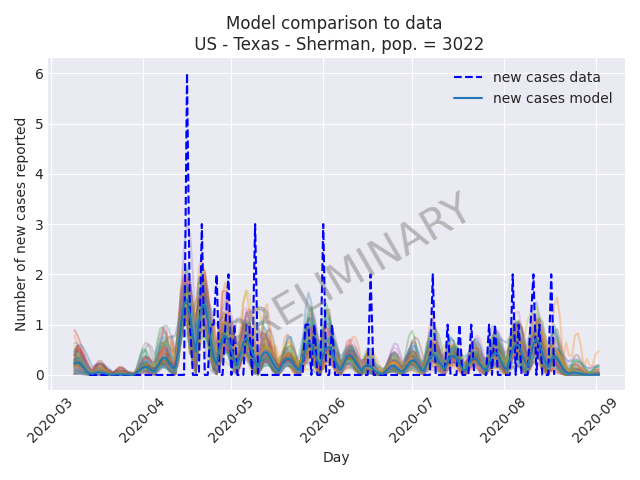 Model comparison to data
US - Texas - Sherman, pop. = 3022
new cases data
new cases model
PRELIMINARY
Number of new cases reported
6
5
4
3
2
1
0
2020-03
2020-04
2020-05
2020-06
2020-07
2020-08
2020-09
Day